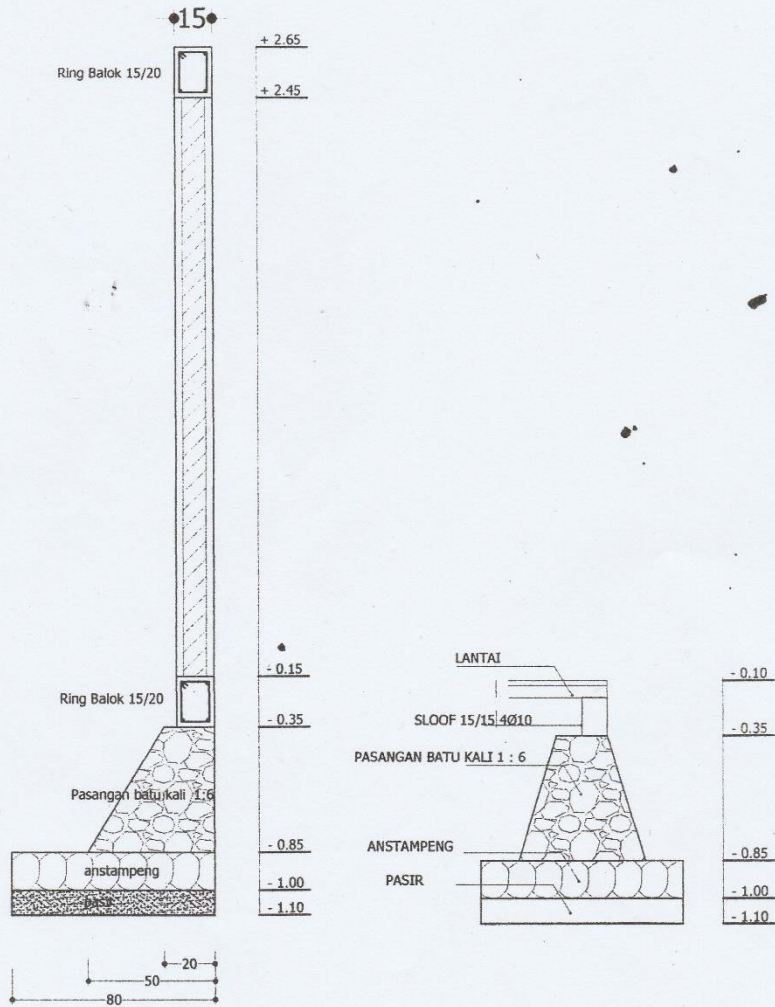 15
+ 2.65
Ring Balok 15/20
+ 2.45
- 0.15
Ring Balok 15/20
- 0.35
Pasangan batu kali 1:6
- 0.85
anstampeng
- 1.00
pasir
- 1.10
20
50
80
LANTAI
- 0.10
SLOOF 15/15 4Ø10
- 0.35
PASANGAN BATU KALI 1 : 6
ANSTAMPENG
- 0.85
PASIR
- 1.00
- 1.10